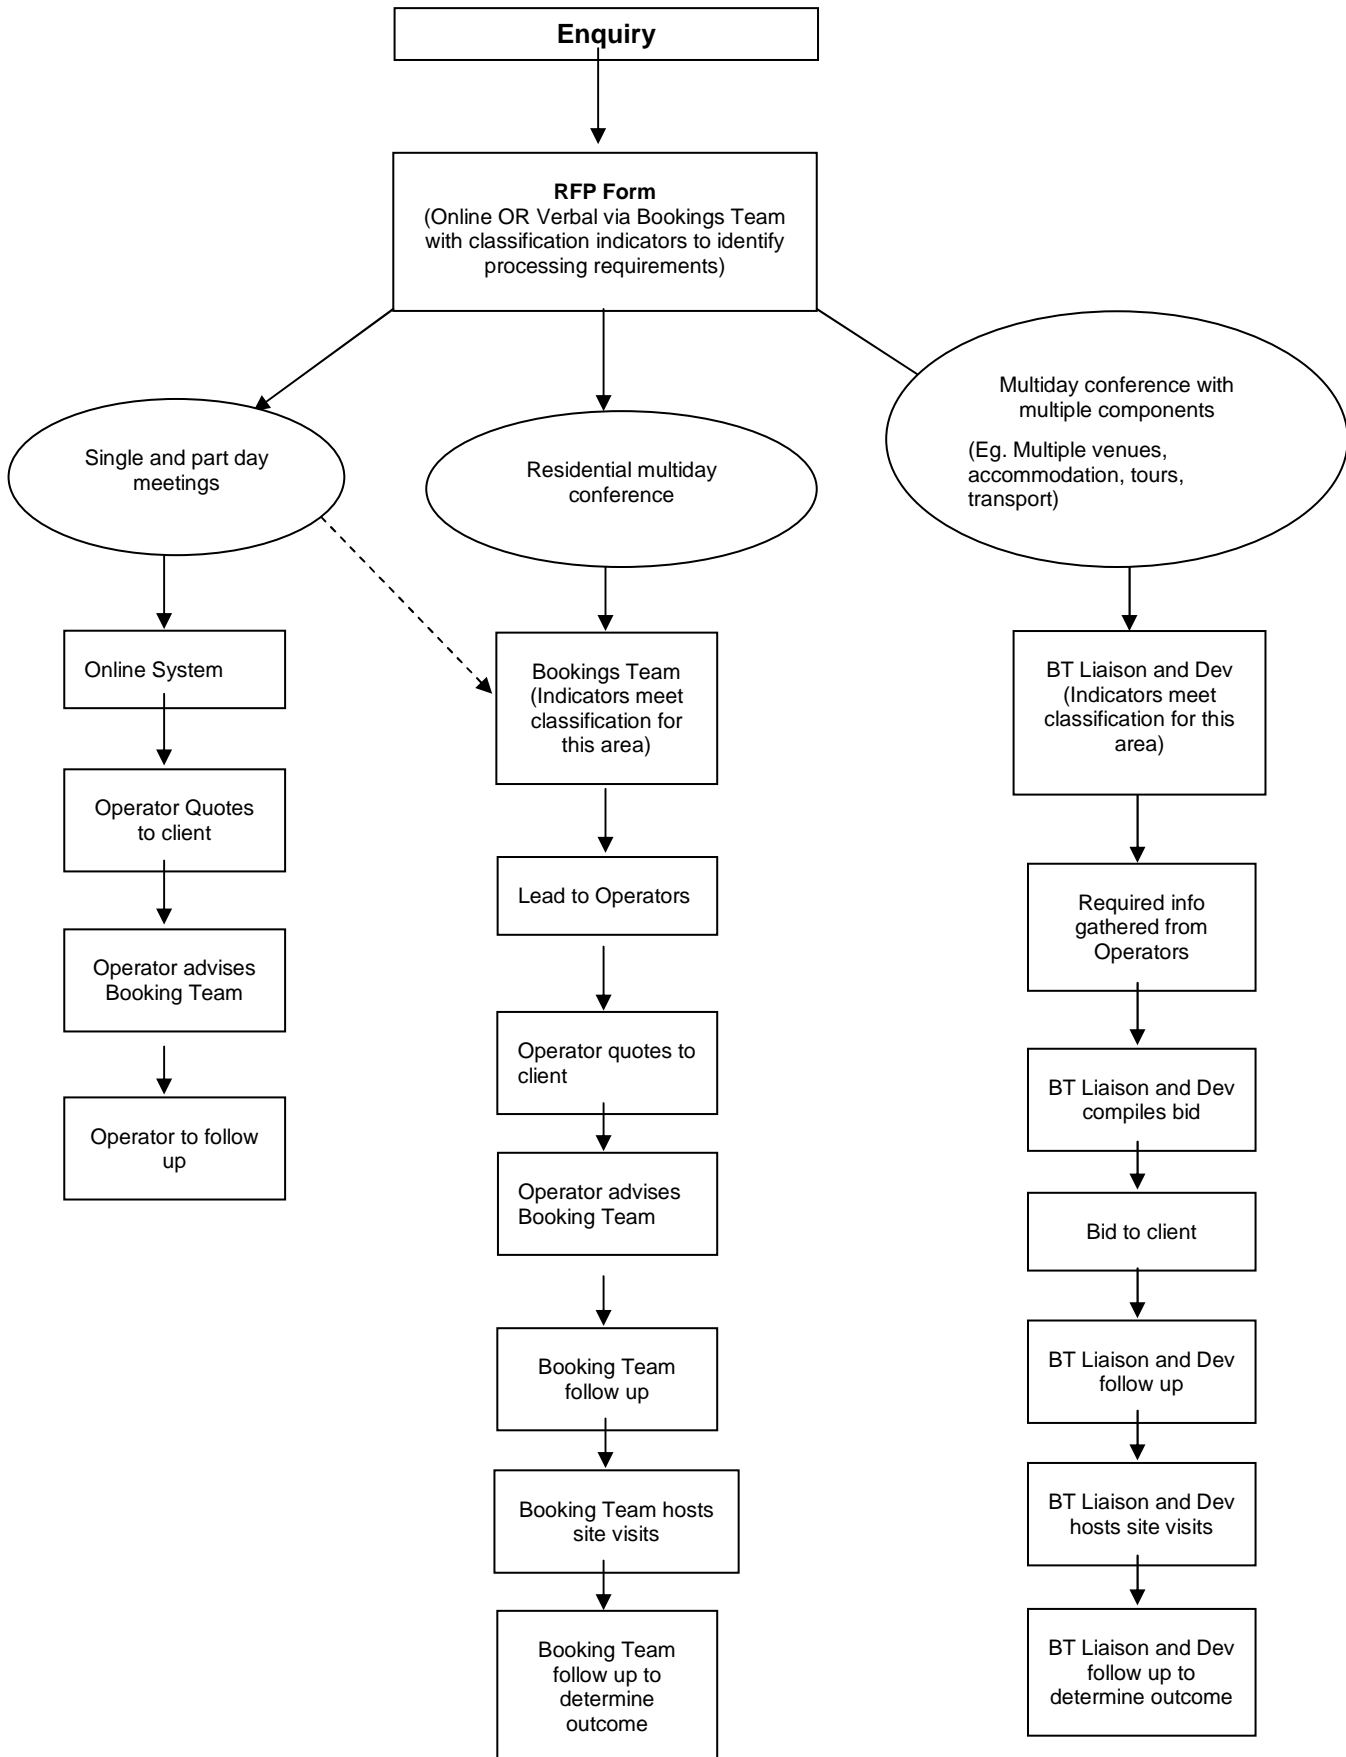 Enquiry
RFP Form
(Online OR Verbal via Bookings Team
with classification indicators to identify
processing requirements)
Single and part day
meetings
Residential multiday
conference
Multiday conference with
multiple components
(Eg. Multiple venues,
accommodation, tours,
transport)
Online System
Operator Quotes
to client
Operator advises
Booking Team
Operator to follow
up
Bookings Team
(Indicators meet
classification for
this area)
Lead to Operators
Operator quotes to
client
Operator advises
Booking Team
Booking Team
follow up
Booking Team hosts
site visits
Booking Team
follow up to
determine
outcome
BT Liaison and Dev
(Indicators meet
classification for this
area)
Required info
gathered from
Operators
BT Liaison and Dev
compiles bid
Bid to client
BT Liaison and Dev
follow up
BT Liaison and Dev
hosts site visits
BT Liaison and Dev
follow up to
determine outcome